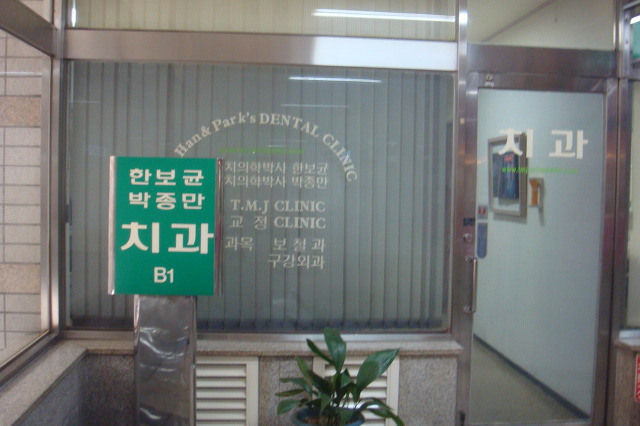 Han&Park's DENTAL CLINIC
치의학박사 한보균
치의학박사 박종만
T.M.J CLINIC
교 정 CLINIC
과목 보철과
구강외과
한보균
박종만
치과
B1
치과